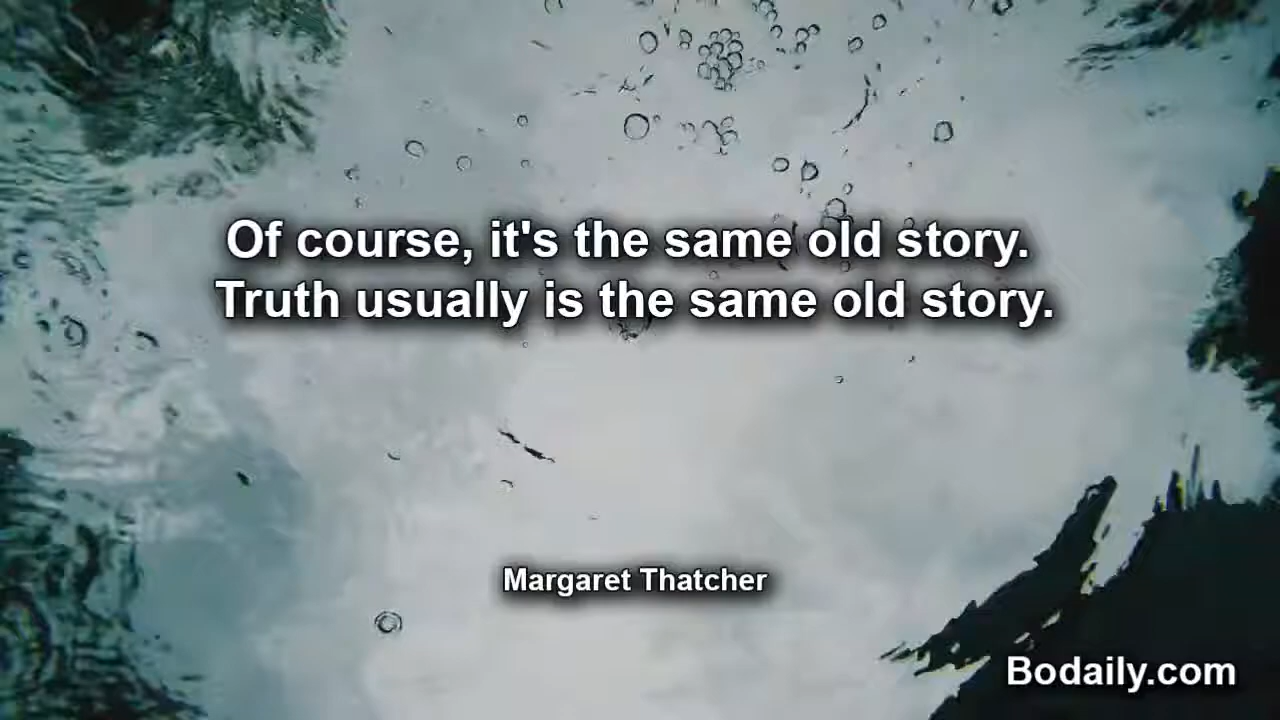 Of course, it's the same old story.
Truth usually is the same old story.
Margaret Thatcher
Bodaily.com